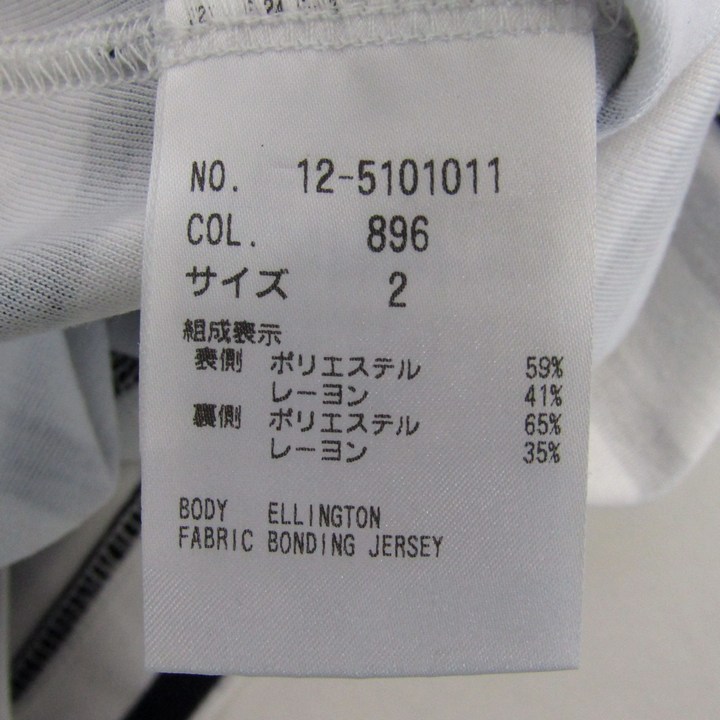 NO. 12-5101011
COL. 896
サイズ 2
組成表示
表側 ポリエステル 59%
レーヨン 41%
裏側 ポリエステル 65%
レーヨン 35%
BODY ELLINGTON
FABRIC BONDING JERSEY